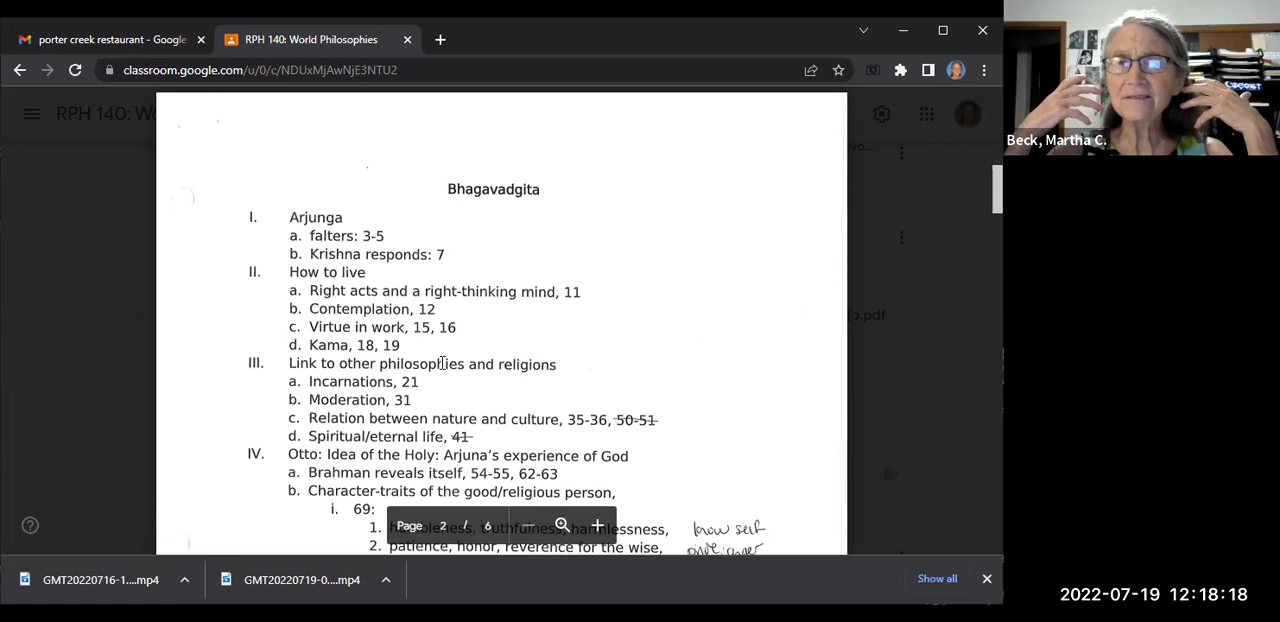 porter creek restaurant - Google
RPH 140: World Philosophies
classroom.google.com/u/0/c/NDUxMjAwNjE3NTU2
RPH 140: Wo
Beck, Martha C.
Bhagavadgita
I. Arjunga
a. falters: 3-5
b. Krishna responds: 7
II. How to live
a. Right acts and a right-thinking mind, 11
b. Contemplation, 12
c. Virtue in work, 15, 16
d. Kama, 18, 19
III. Link to other philosophies and religions
a. Incarnations, 21
b. Moderation, 31
c. Relation between nature and culture, 35-36, 50-51
d. Spiritual/eternal life, 41
IV. Otto: Idea of the Holy: Arjuna's experience of God
a. Brahman reveals itself, 54-55, 62-63
b. Character-traits of the good/religious person,
i. 69:
1. truthfulness, harmlessness, know self
2. patience, honor, reverence for the wise,
.pdf
Page 2 / 6
GMT20220716-1....mp4
GMT20220719-0....mp4
Show all
2022-07-19 12:18:18